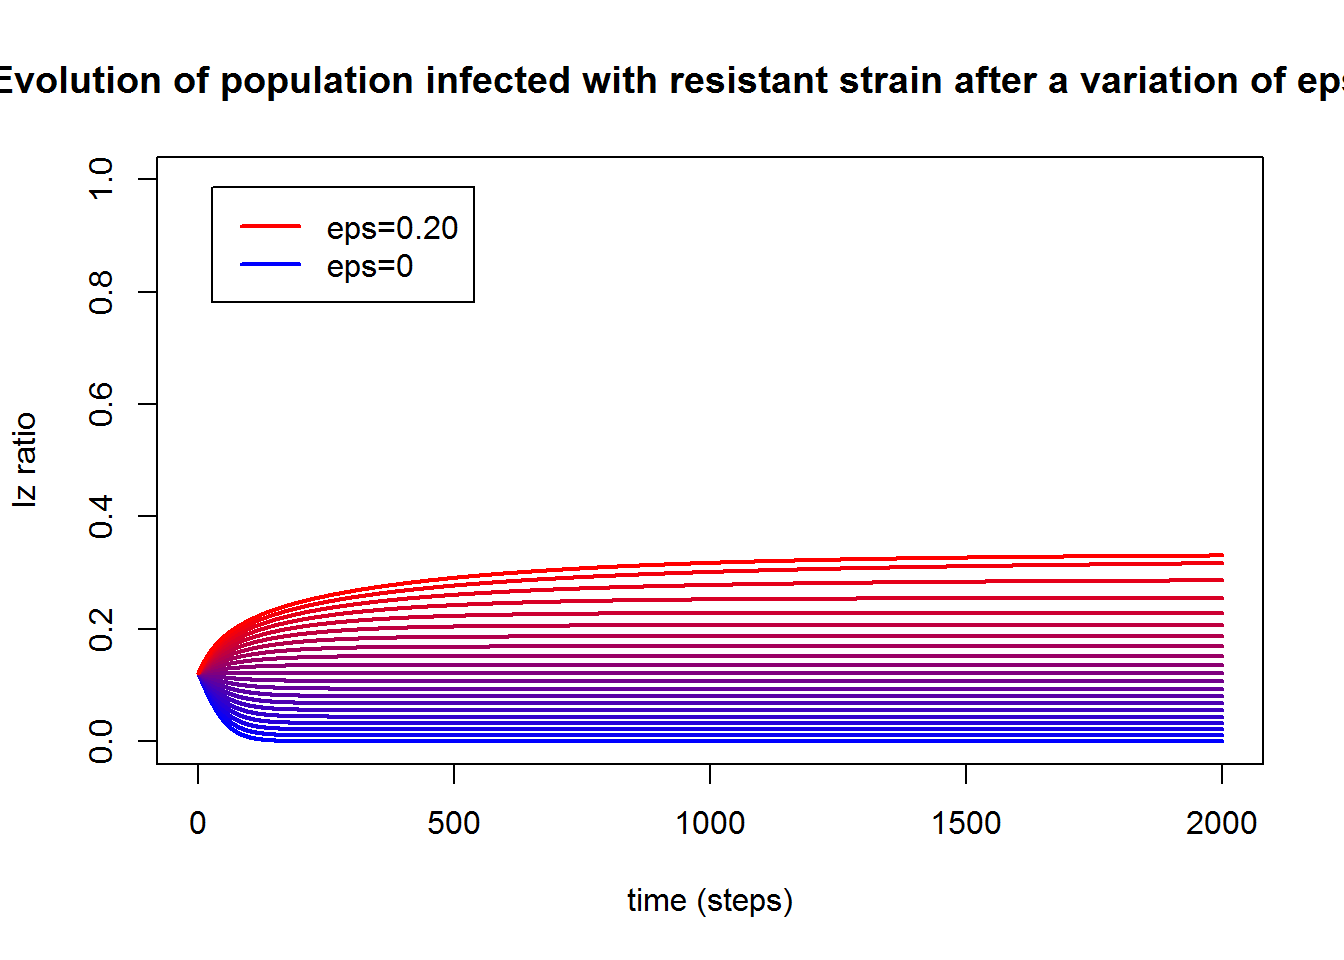 Evolution of population infected with resistant strain after a variation of eps
1.0
0.8
0.6
0.4
0.2
0.0
Iz ratio
eps=0.20
eps=0
0 500 1000 1500 2000
time (steps)